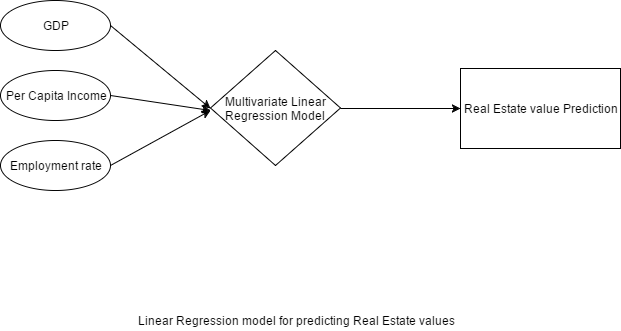 GDP
Per Capita Income
Employment rate
Multivariate Linear
Regression Model
Real Estate value Prediction
Linear Regression model for predicting Real Estate values